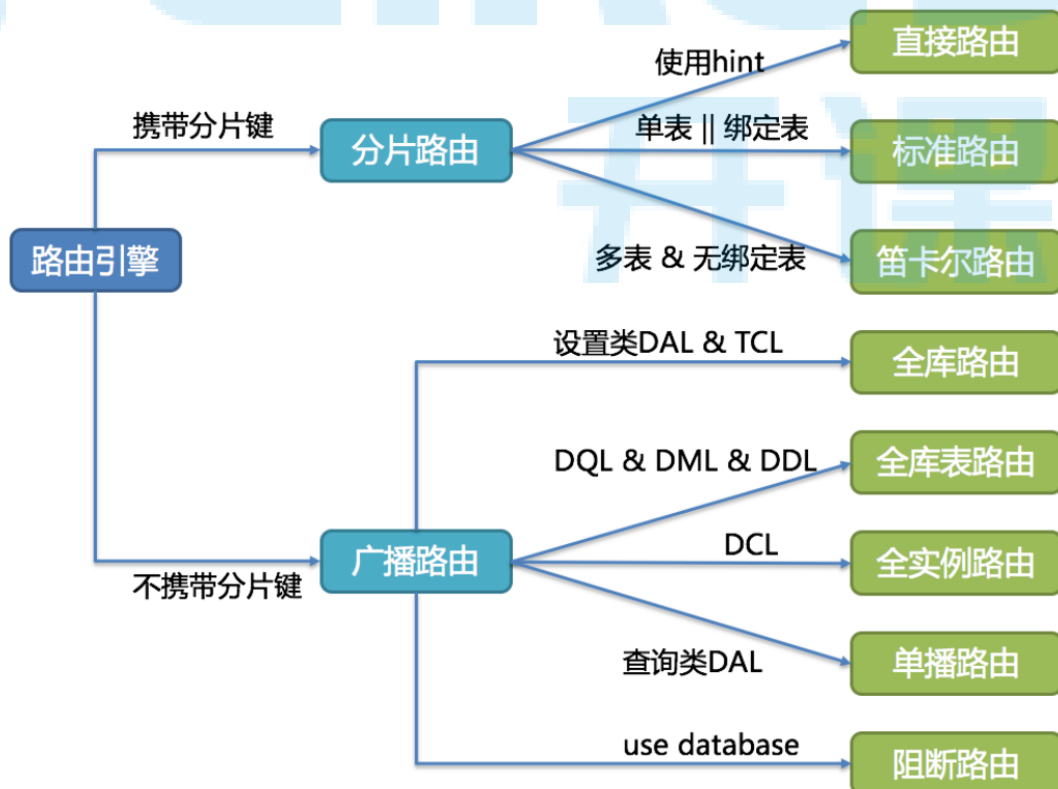 使用hint
直接路由
携带分片键
分片路由
单表 || 绑定表
标准路由
路由引擎
多表 & 无绑定表
笛卡尔路由
设置类DAL & TCL
全库路由
DQL & DML & DDL
全库表路由
不携带分片键
广播路由
DCL
全实例路由
查询类DAL
单播路由
use database
阻断路由
开课